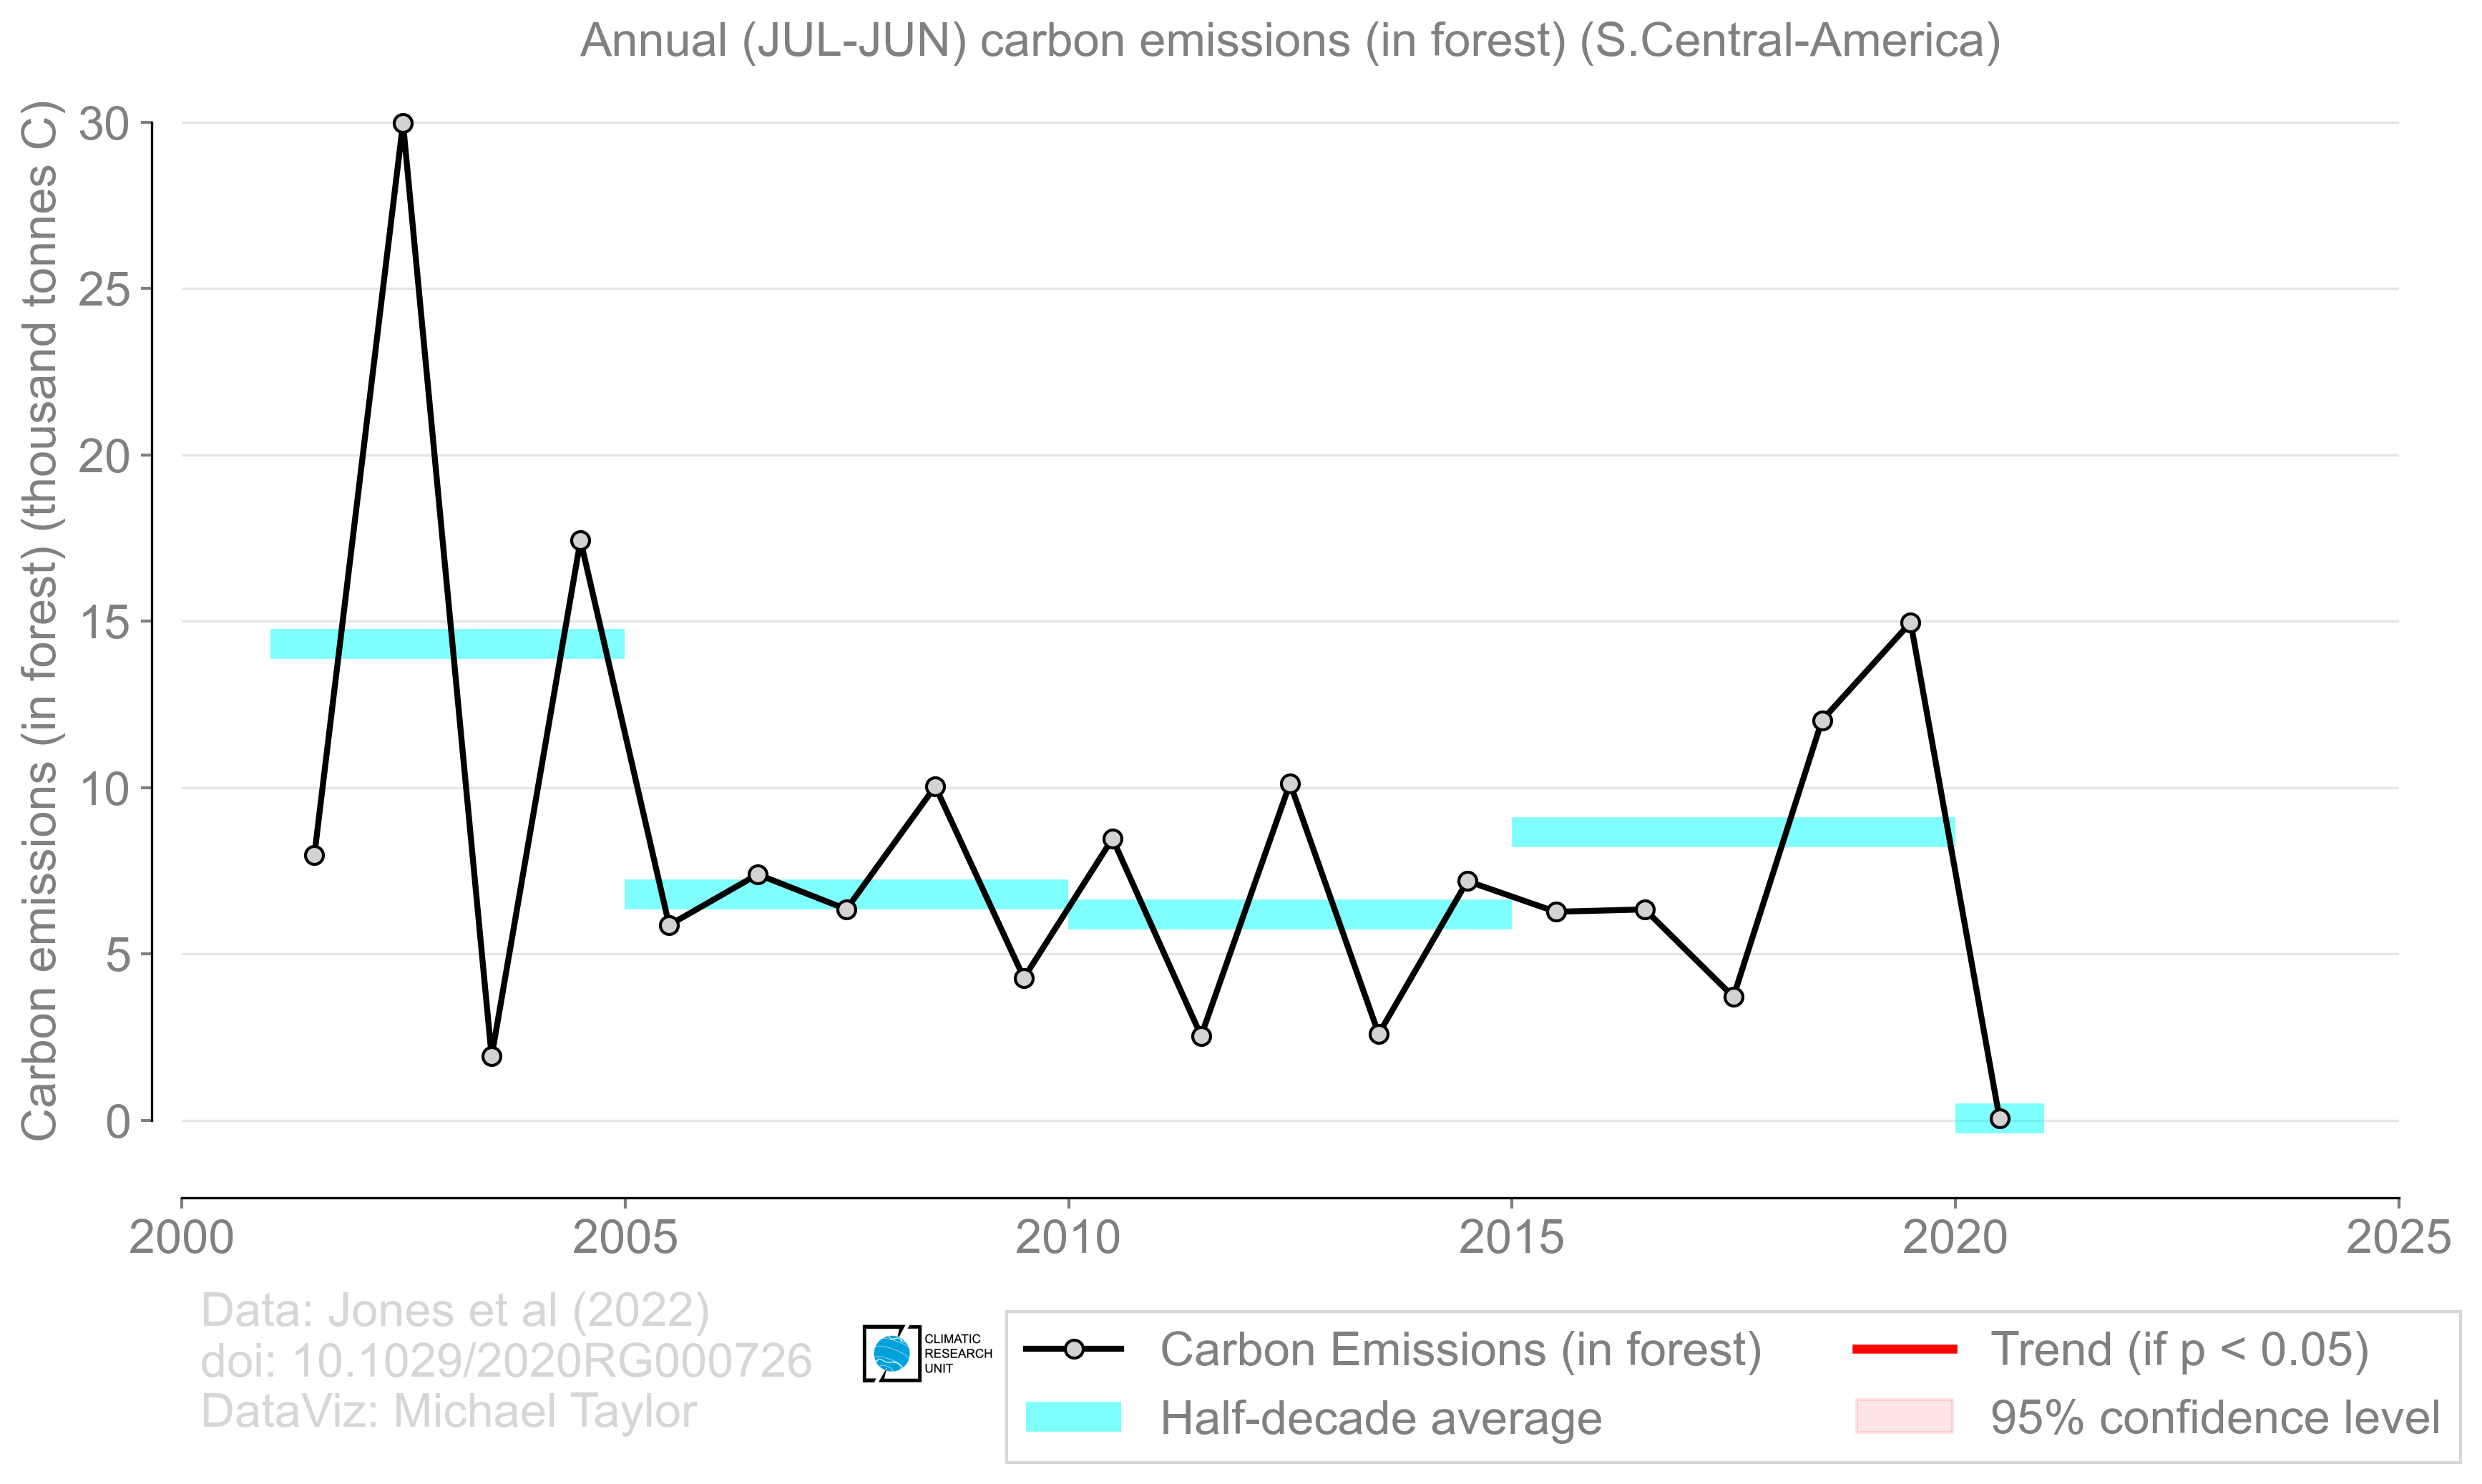 Annual (JUL-JUN) carbon emissions (in forest) (S.Central-America)
Carbon emissions (in forest) (thousand tonnes C)
30
25
20
15
10
5
0
2000 2005 2010 2015 2020 2025
Data: Jones et al (2022)
doi: 10.1029/2020RG000726
DataViz: Michael Taylor
CLIMATIC
RESEARCH
UNIT
Carbon Emissions (in forest)
Half-decade average
Trend (if p < 0.05)
95% confidence level